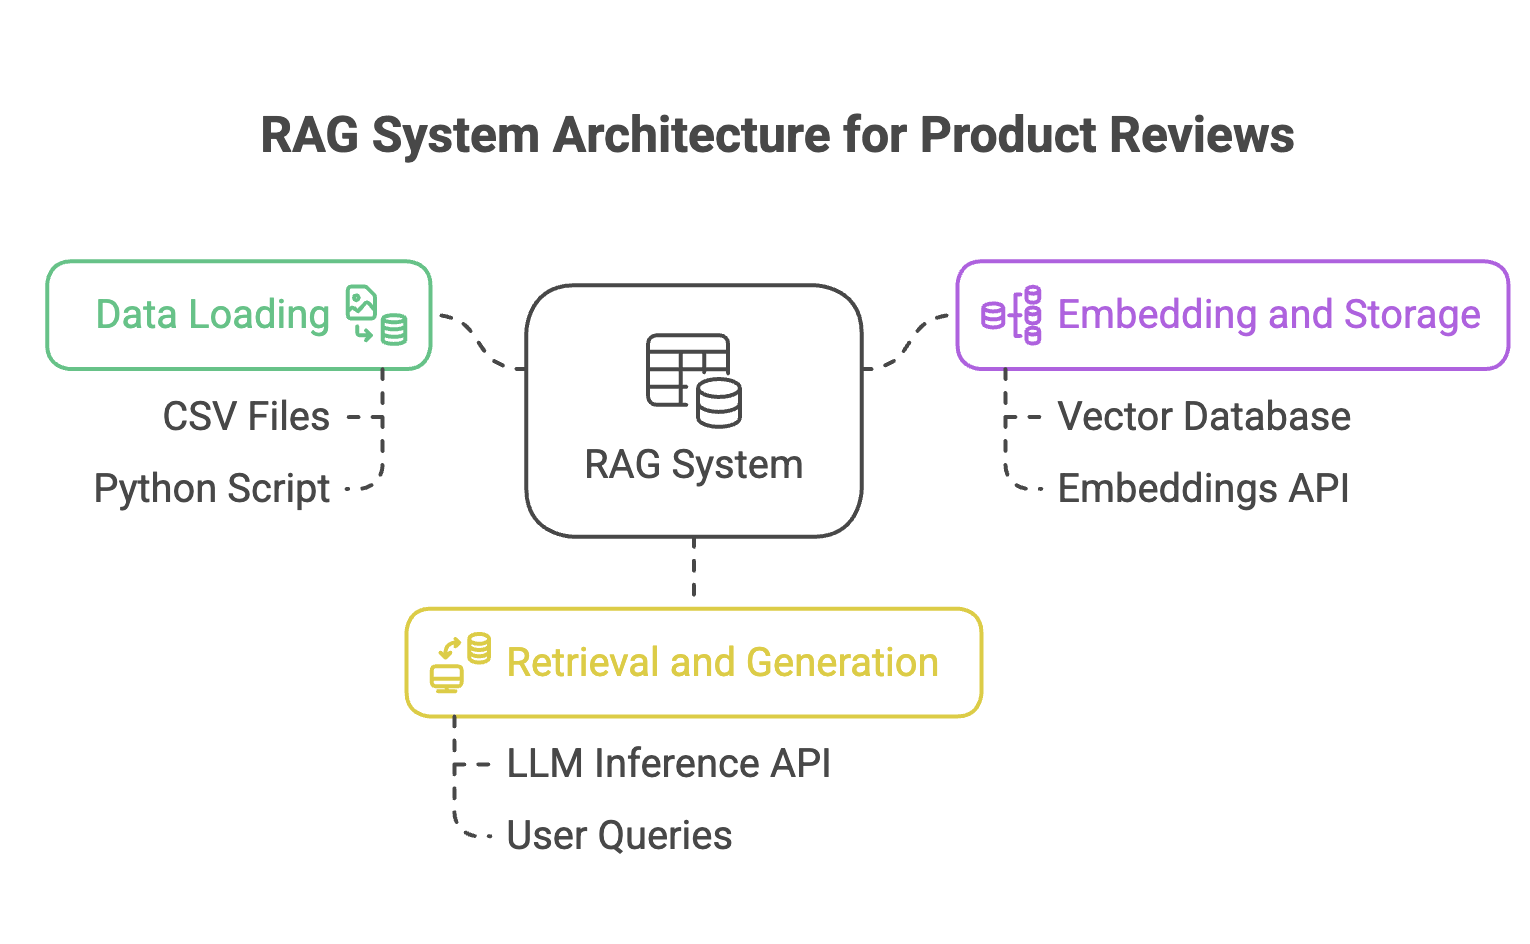 RAG System Architecture for Product Reviews
Data Loading
CSV Files
Python Script
RAG System
Embedding and Storage
Vector Database
Embeddings API
Retrieval and Generation
LLM Inference API
User Queries